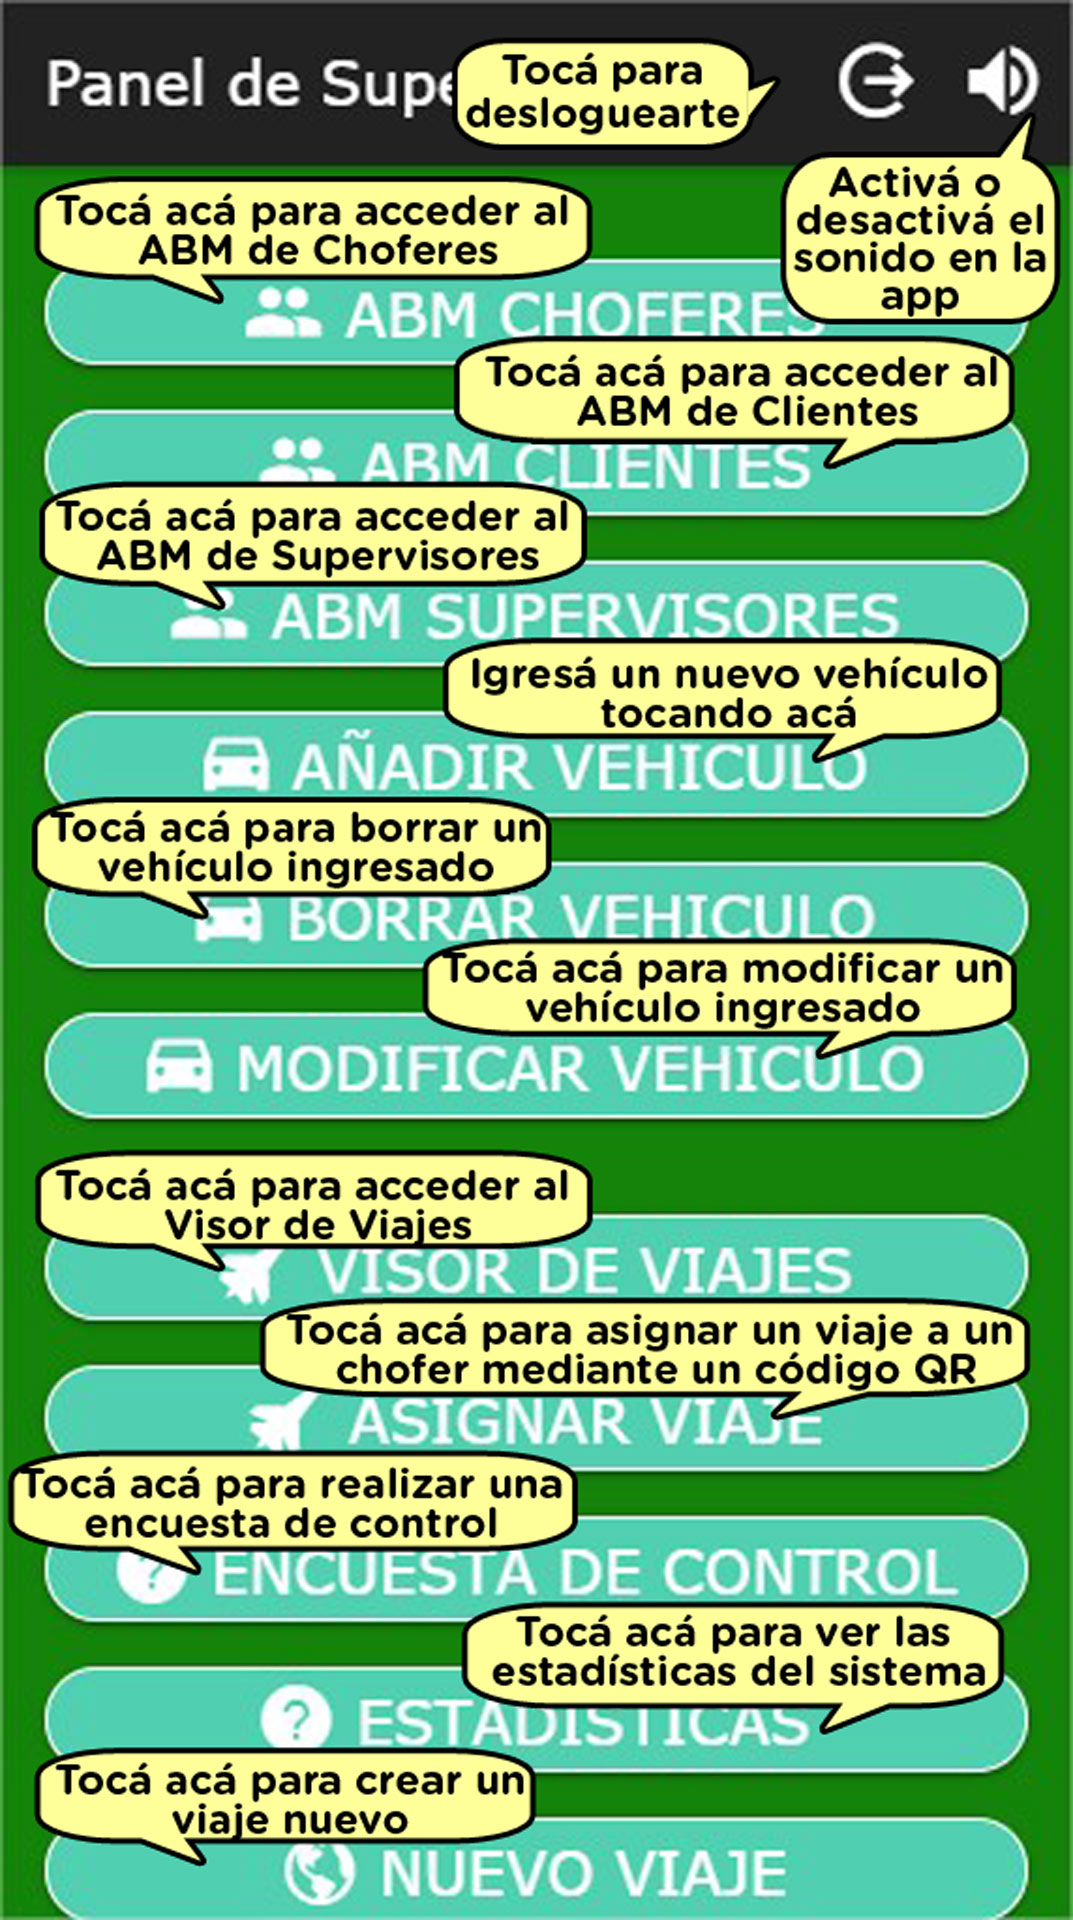 Panel de Supe
Tocá para
desloguearte
Activá o
desactivá el
sonido en la
app
Tocá acá para acceder al
ABM de Choferes
ABM CHOFERES
Tocá acá para acceder al
ABM de Clientes
ABM CLIENTES
Tocá acá para acceder al
ABM de Supervisores
ABM SUPERVISORES
Igresá un nuevo vehículo
tocando acá
AÑADIR VEHICULO
Tocá acá para borrar un
vehículo ingresado
BORRAR VEHICULO
Tocá acá para modificar un
vehículo ingresado
MODIFICAR VEHICULO
Tocá acá para acceder al
Visor de Viajes
VISOR DE VIAJES
Tocá acá para asignar un viaje a un
chofer mediante un código QR
ASIGNAR VIAJE
Tocá acá para realizar una
encuesta de control
ENCUESTA DE CONTROL
Tocá acá para ver las
estadísticas del sistema
ESTADISTICAS
Tocá acá para crear un
viaje nuevo
NUEVO VIAJE